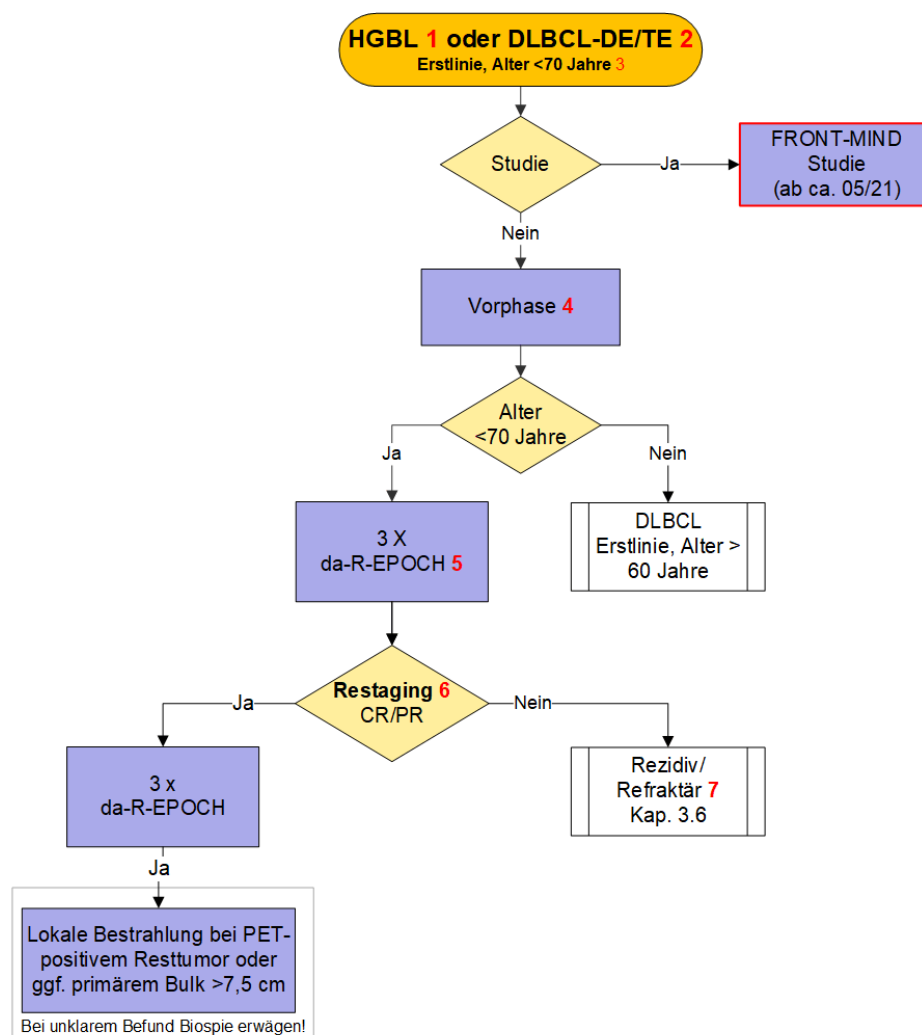 HGBL 1 oder DLBCL-DE/TE 2
Erstlinie, Alter <70 Jahre 3
Studie
Ja
FRONT-MIND
Studie
(ab ca. 05/21)
Nein
Vorphase 4
Alter
<70 Jahre
Ja
Nein
3 X
da-R-EPOCH 5
DLBCL
Erstlinie, Alter >
60 Jahre
Restaging 6
CR/PR
Ja
Nein
3 x
da-R-EPOCH
Rezidiv/
Refraktär 7
Kap. 3.6
Ja
Lokale Bestrahlung bei PET-
positivem Resttumor oder
ggf. primärem Bulk >7,5 cm
Bei unklarem Befund Biospie erwägen!